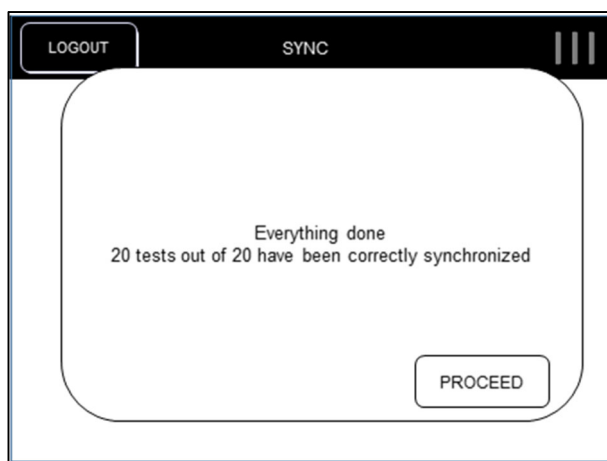 LOGOUT
SYNC
Everything done
20 tests out of 20 have been correctly synchronized
PROCEED